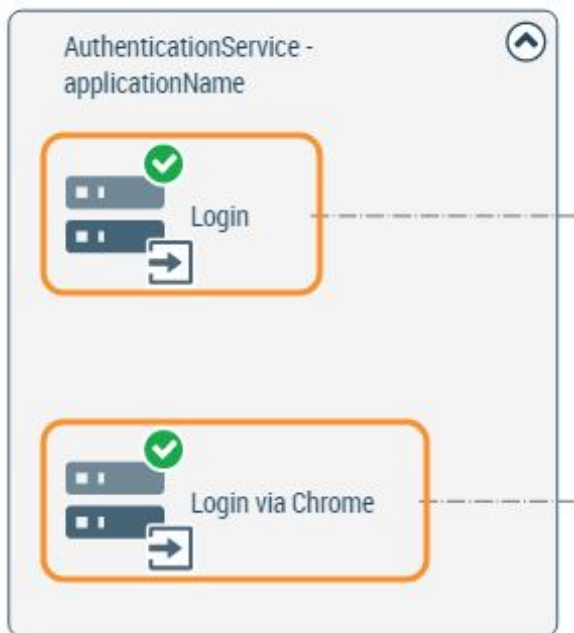 AuthenticationService -
applicationName
Login
Login via Chrome